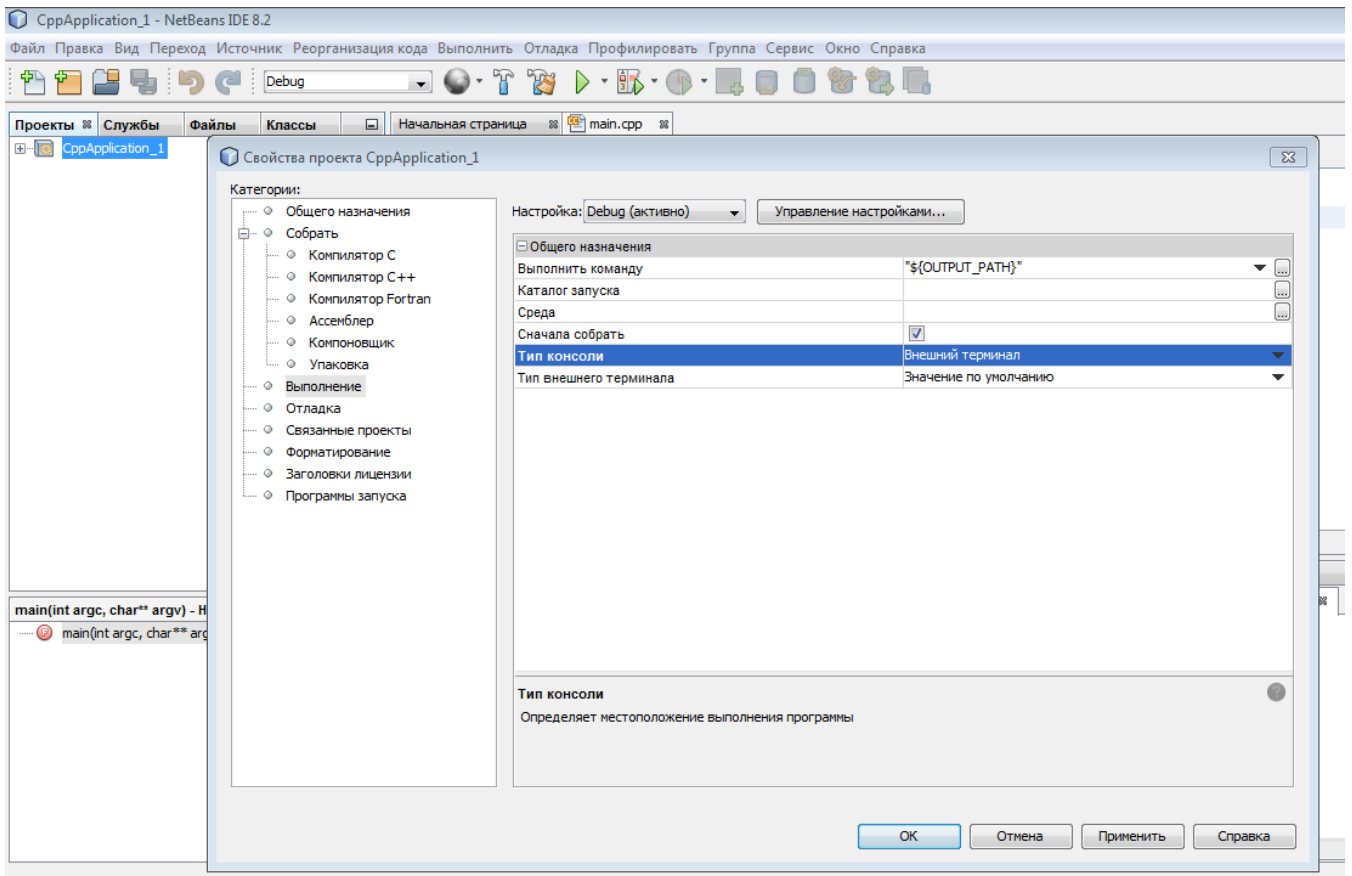 CppApplication_1 - NetBeans IDE 8.2
Файл Правка Вид Переход Источник Реорганизация кода Выполнить Отладка Профилировать Группа Сервис Окно Справка
Debug
Проекты Службы Файлы Классы Начальная страница main.cpp
CppApplication_1
Свойства проекта CppApplication_1
Категории:
Общего назначения
Собрать
Компилятор C
Компилятор C++
Компилятор Fortran
Ассемблер
Компоновщик
Упаковка
Выполнение
Отладка
Связанные проекты
Форматирование
Заголовки лицензии
Программы запуска
Настройка: Debug (активно) Управление настройками...
Общего назначения
Выполнить команду "${OUTPUT_PATH}"
Каталог запуска
Среда
Сначала собрать
Тип консоли Внешний терминал
Тип внешнего терминала Значение по умолчанию
Тип консоли
Определяет местоположение выполнения программы
main(int argc, char** argv) - Н
main(int argc, char** arg
OK Отмена Применить Справка